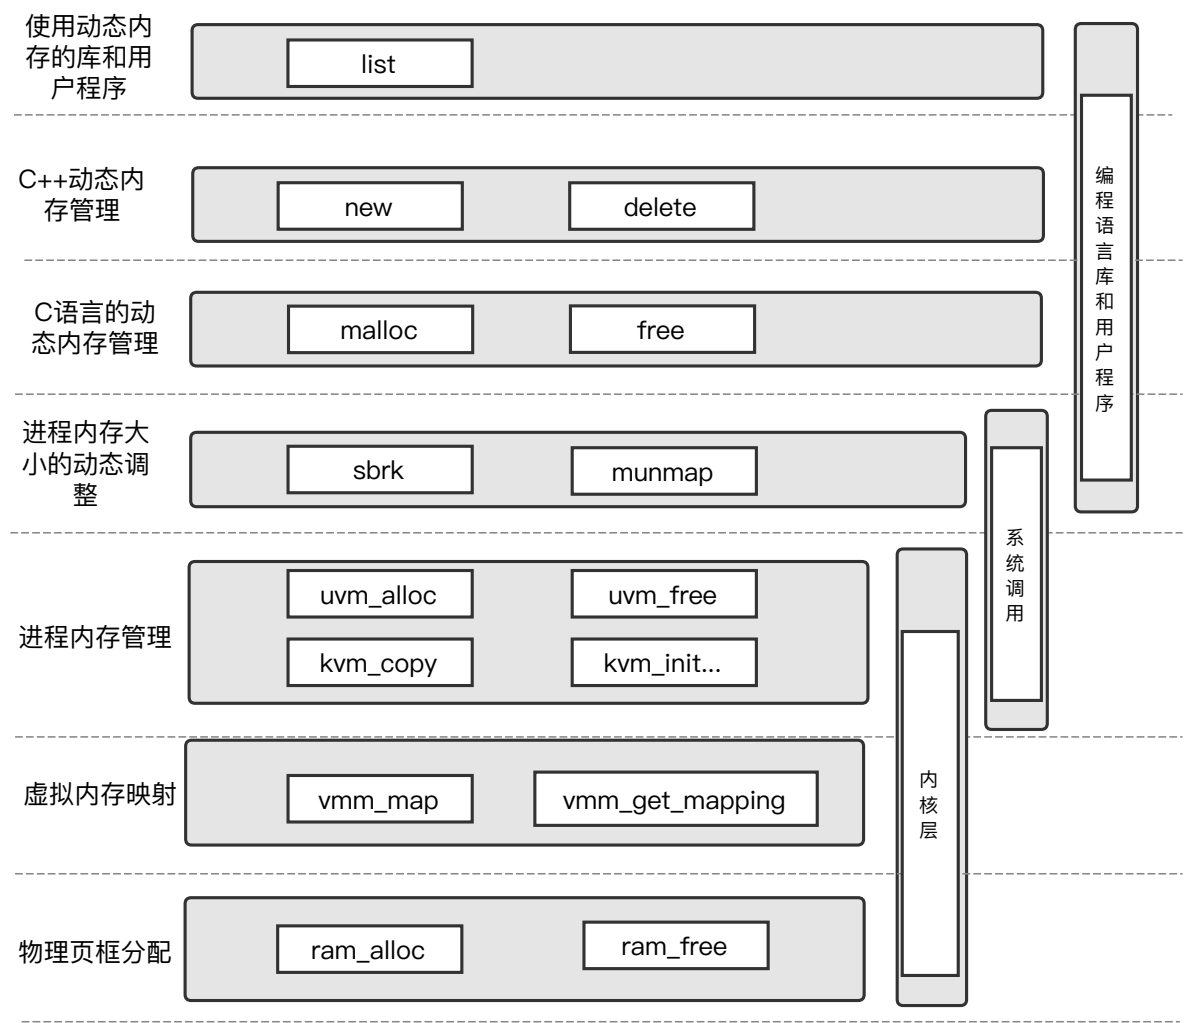 使用动态内
存的库和用
户程序
list
C++动态内
存管理
new
delete
C语言的动
态内存管理
malloc
free
进程内存大
小的动态调
整
sbrk
munmap
进程内存管理
uvm_alloc
uvm_free
kvm_copy
kvm_init...
虚拟内存映射
vmm_map
vmm_get_mapping
物理页框分配
ram_alloc
ram_free
编程语言库和用户程序
系统调用
内核层